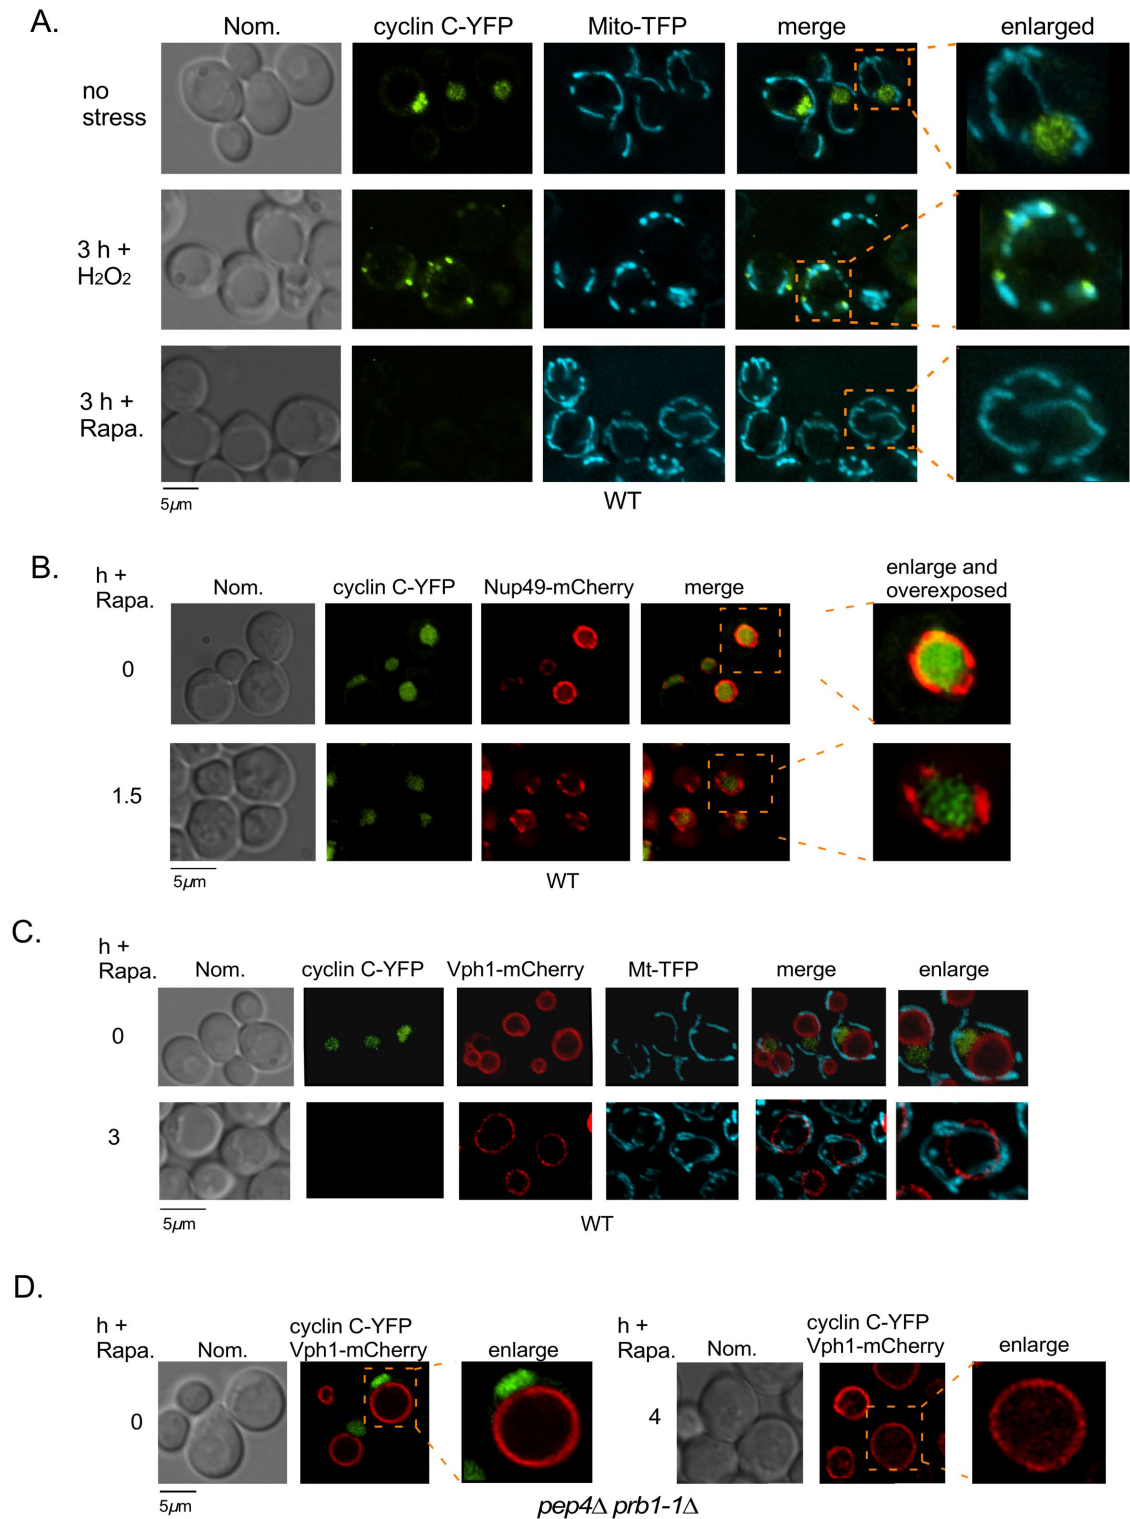 A.
Nom. cyclin C-YFP Mito-TFP merge enlarged
no
stress
3 h +
H₂O₂
3 h +
Rapa.
5µm
WT
B.
h +
Rapa.
Nom. cyclin C-YFP Nup49-mCherry merge
enlarge and
overexposed
0
1.5
5µm
WT
C.
h +
Rapa.
Nom. cyclin C-YFP Vph1-mCherry Mt-TFP merge enlarge
0
3
5µm
WT
D.
h +
Rapa.
Nom.
cyclin C-YFP
Vph1-mCherry
enlarge
0
h +
Rapa.
Nom.
cyclin C-YFP
Vph1-mCherry
enlarge
4
5µm
pep4Δ prb1-1Δ